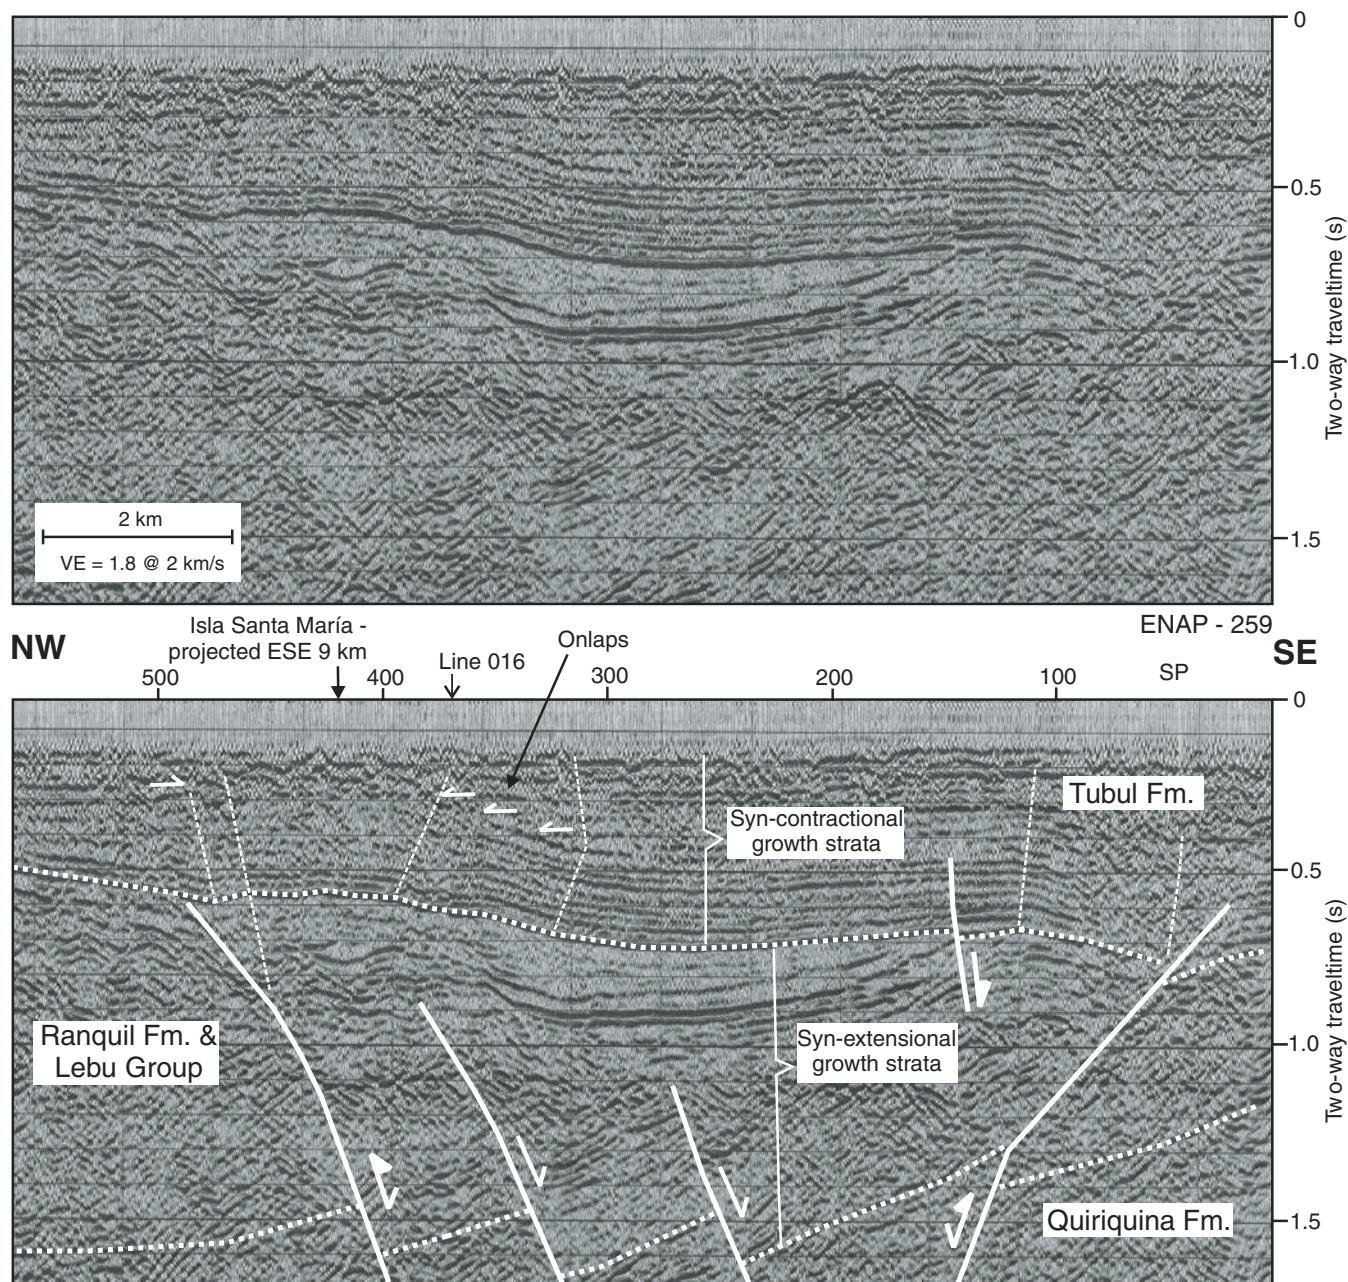 0
0.5
1.0
1.5
Two-way traveltime (s)
2 km
VE = 1.8 @ 2 km/s
ENAP - 259
NW
Isla Santa María -
projected ESE 9 km
Line 016
Onlaps
SE
500
400
300
200
100
SP
0
0.5
1.0
1.5
Two-way traveltime (s)
Tubul Fm.
Syn-contractional
growth strata
Ranquil Fm. &
Lebu Group
Syn-extensional
growth strata
Quiriquina Fm.